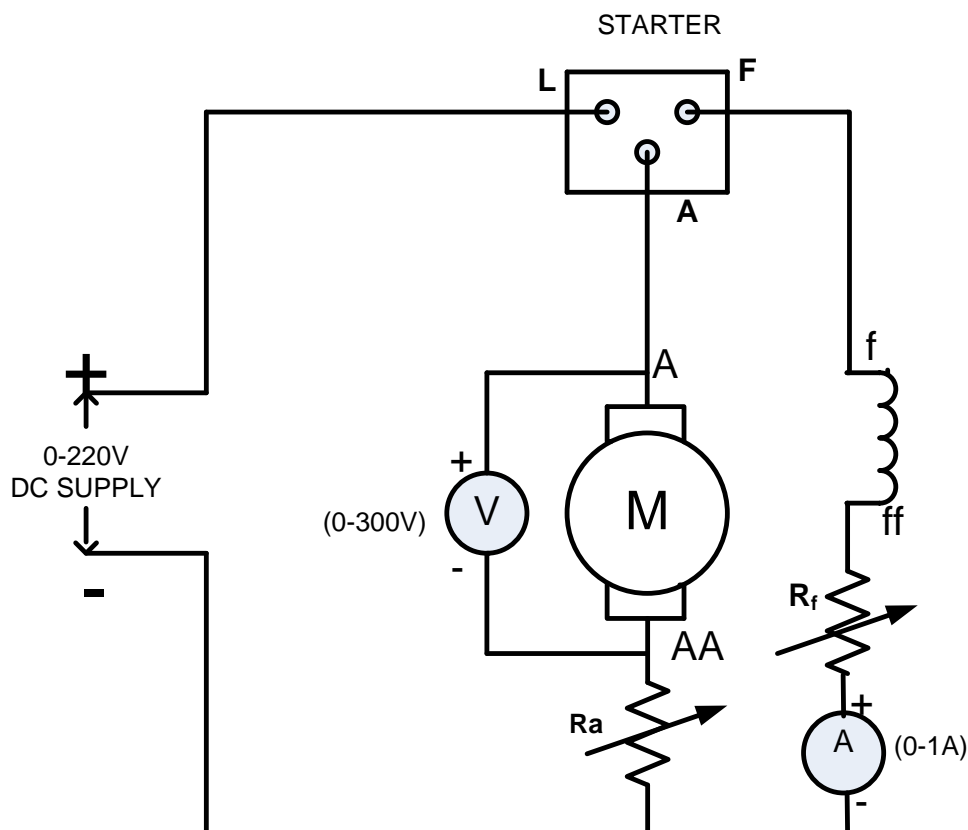 STARTER
L
F
A
A
f
+
0-220V
DC SUPPLY
-
+
V
(0-300V)
-
M
ff
Rf
AA
Ra
+
A
(0-1A)
-